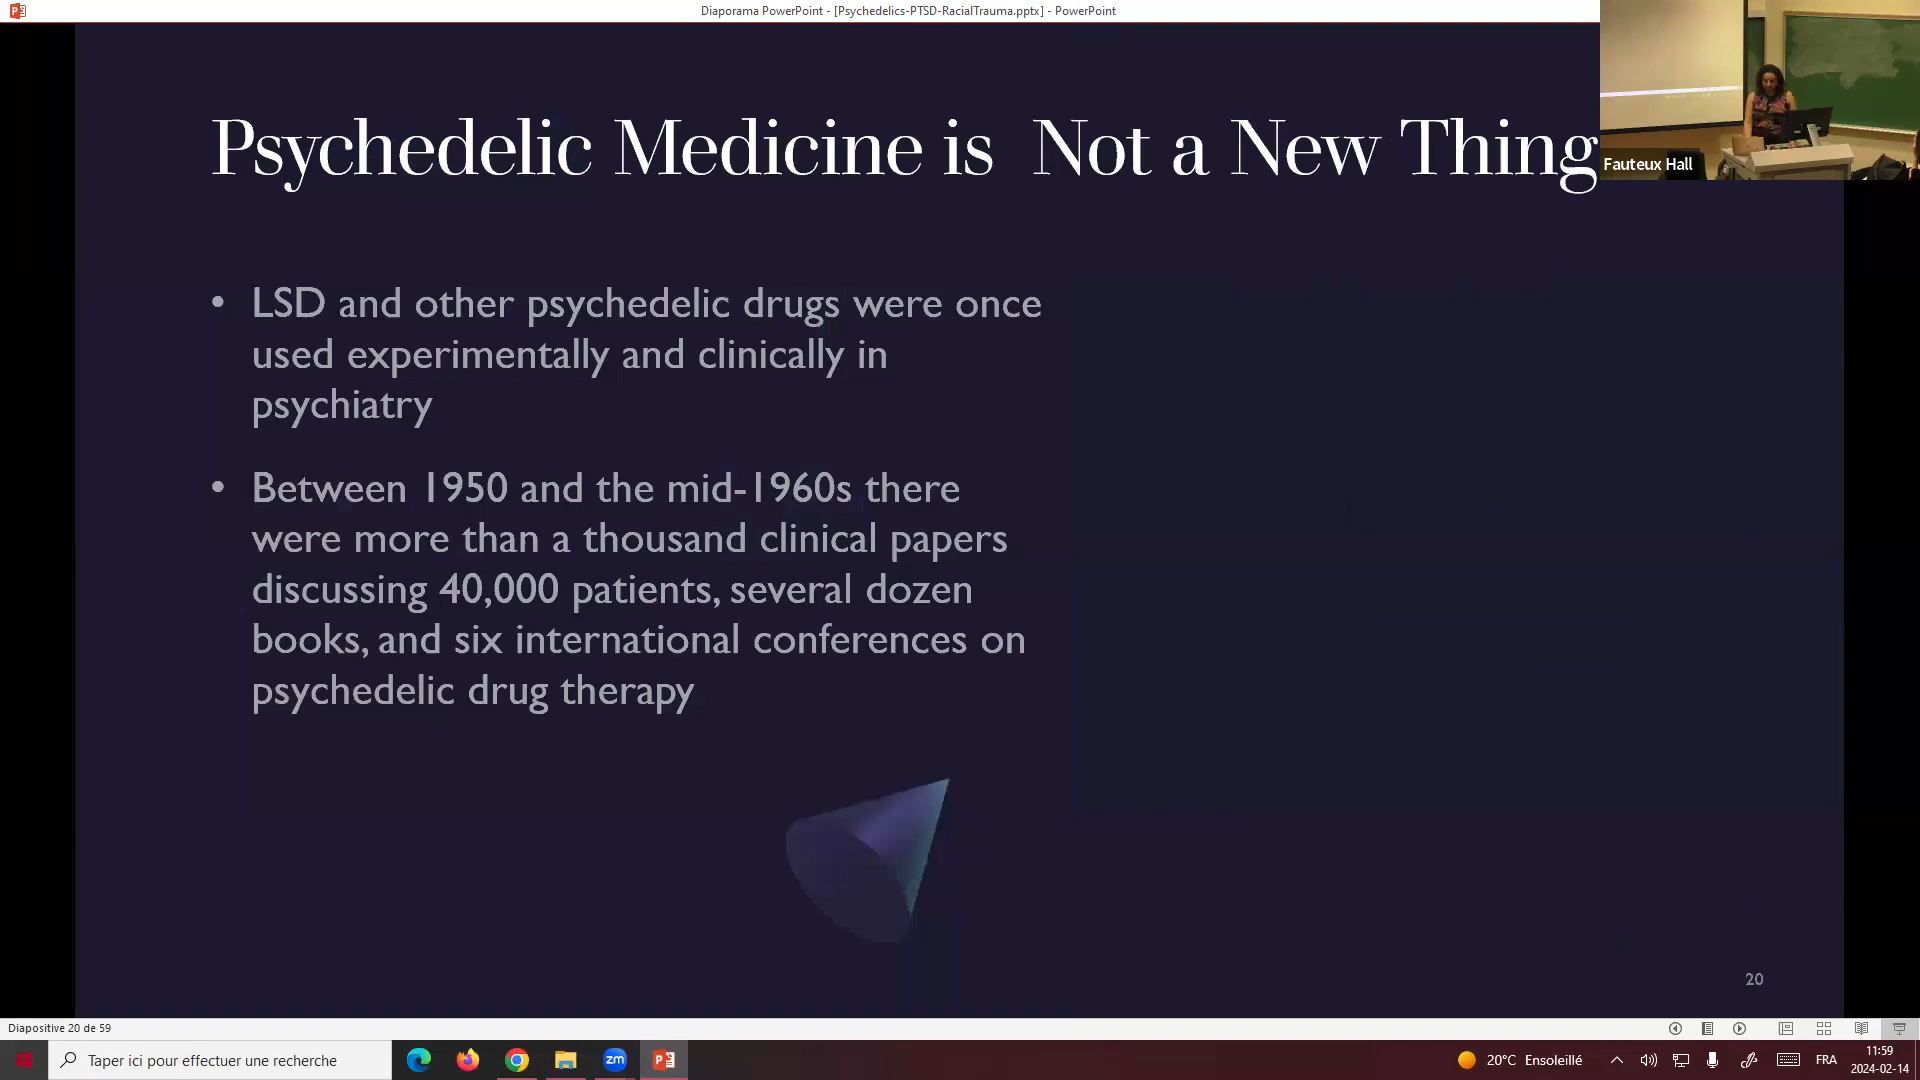 Diaporama PowerPoint - [Psychedelics-PTSD-RacialTrauma.pptx] - PowerPoint
Psychedelic Medicine is  Not a New Thing
Fauteux Hall
• LSD and other psychedelic drugs were once
used experimentally and clinically in
psychiatry
• Between 1950 and the mid-1960s there
were more than a thousand clinical papers
discussing 40,000 patients, several dozen
books, and six international conferences on
psychedelic drug therapy
20
Diapositive 20 de 59
Taper ici pour effectuer une recherche
zm
20°C Ensoleillé
FRA
11:59
2024-02-14